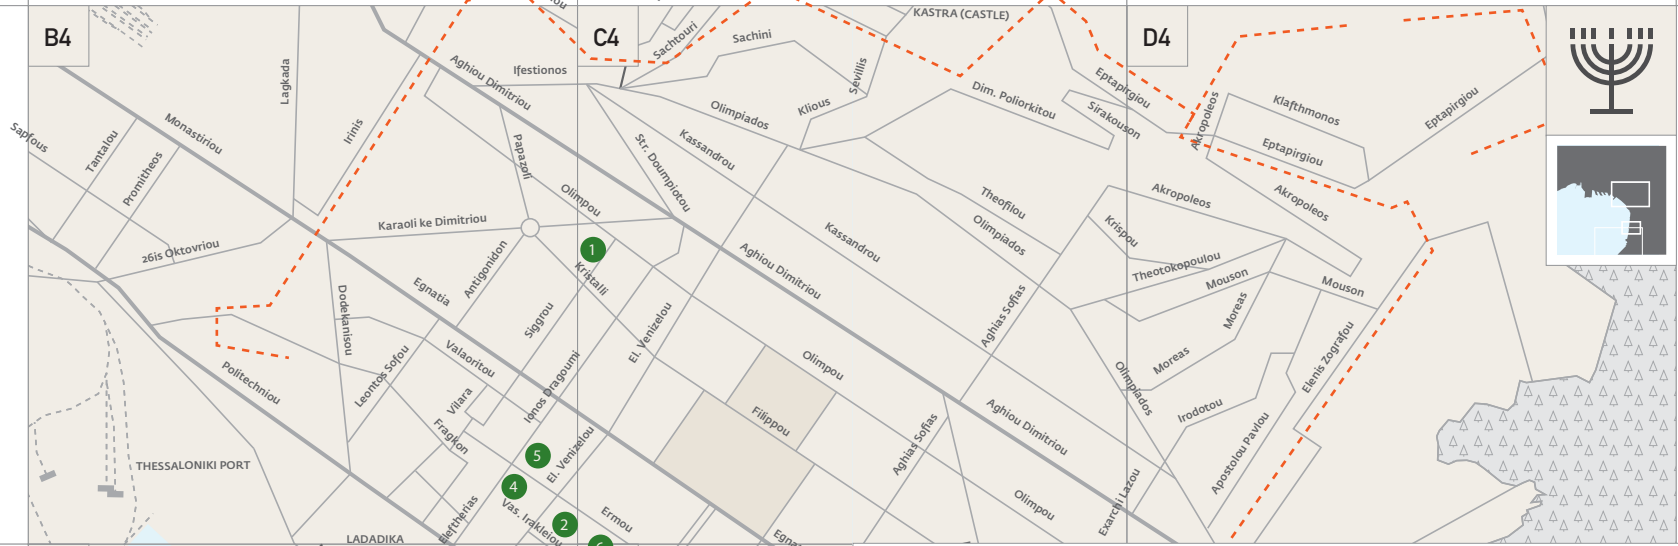 B4
C4
D4
KASTRA (CASTLE)
Sachtouri
Sachini
Ifestionos
Aghiou Dimitriou
Sevillis
Klious
Olimpiados
Dim. Poliorkitou
Eptapirgiou
Sirakouson
Akropoleos
Klafthmonos
Eptapirgiou
Eptapirgiou
Lagkada
Irinis
Monastiriou
Sapfous
Tantalou
Promitheos
Papazoli
Str. Doumpiotou
Kassandrou
Olimpou
Karaoli ke Dimitriou
26is Oktovriou
Antigonidon
Egnatia
1
Kristalli
Siggrou
Dodekanisou
Kassandrou
Aghiou Dimitriou
Theofilou
Olimpiados
Akropoleos
Akropoleos
Krispou
Theotokopoulou
Mouson
Mouson
Moreas
Moreas
Aghias Sofias
El. Venizelou
Valaoritou
Leontos Sofou
Politechniou
Ionos Dragoumi
Vilara
Fragkon
Olimpou
Filippou
Olimpiados
Elenis Zografou
Irodotou
Apostolou Pavlou
Aghiou Dimitriou
Aghias Sofias
El. Venizelou
5
4
2
6
THESSALONIKI PORT
Vas. Irakleiou
Ermou
Eleftherias
Olimpou
Exarchi Lazou
LADADIKA
Egna